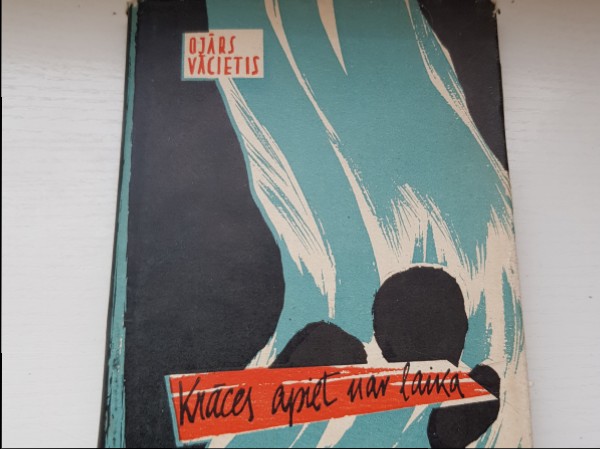 OJĀRS
VĀCIETIS
Krāces apiet nav laika